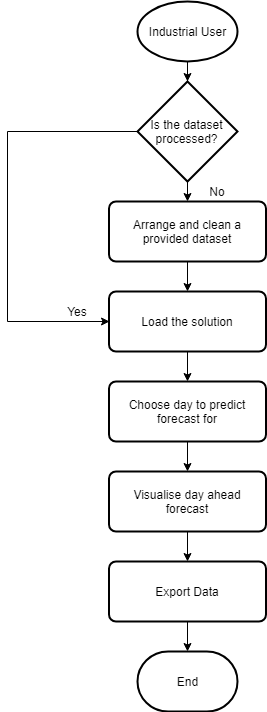 Industrial User
Is the dataset
processed?
No
Arrange and clean a
provided dataset
Yes
Load the solution
Choose day to predict
forecast for
Visualise day ahead
forecast
Export Data
End